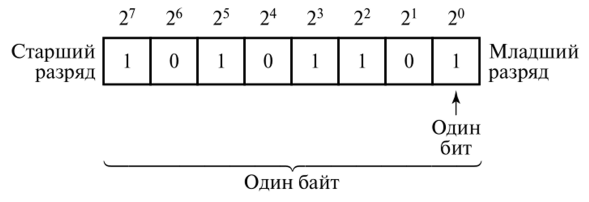 2⁷ 2⁶ 2⁵ 2⁴ 2³ 2² 2¹ 2⁰
Старший
разряд
1 0 1 0 1 1 0 1
Младший
разряд
Один
бит
Один байт